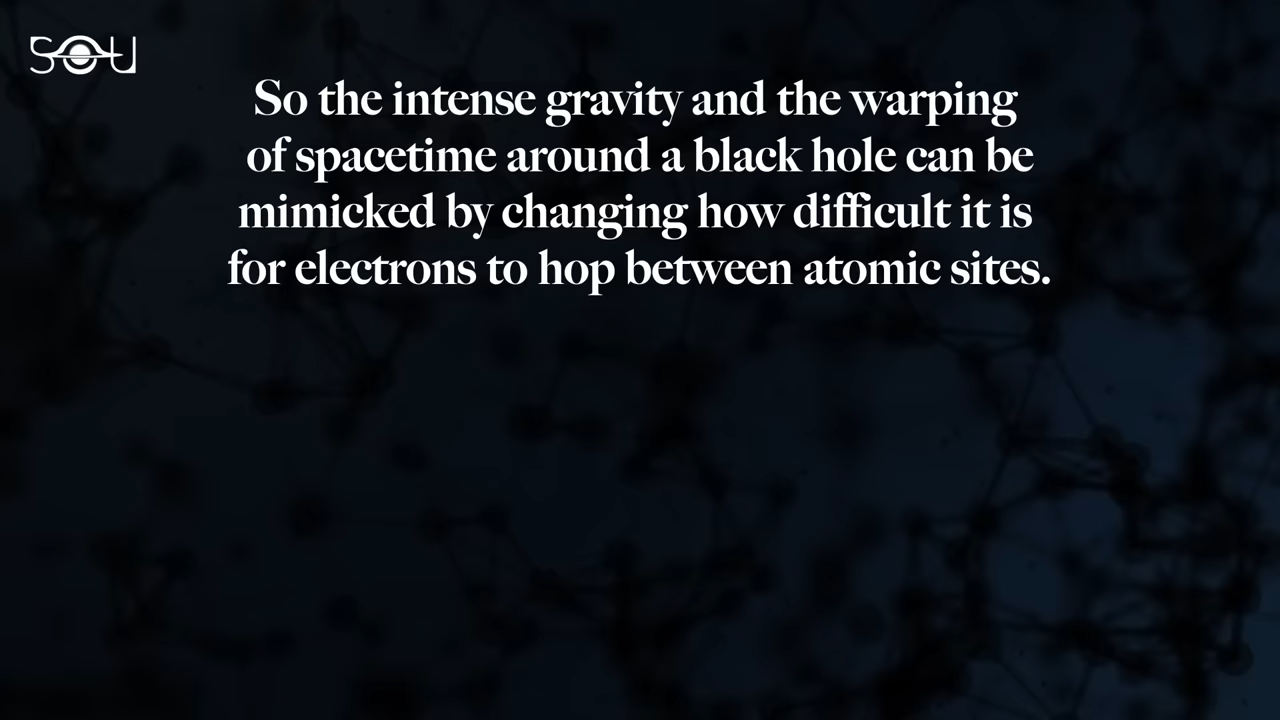 SOU
So the intense gravity and the warping
of spacetime around a black hole can be
mimicked by changing how difficult it is
for electrons to hop between atomic sites.